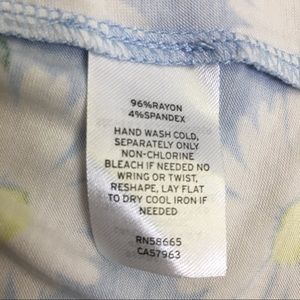 96%RAYON
4%SPANDEX
HAND WASH COLD,
SEPARATELY ONLY
NON-CHLORINE
BLEACH IF NEEDED NO
WRING OR TWIST,
RESHAPE, LAY FLAT
TO DRY COOL IRON IF
NEEDED
RN58665
CA57963